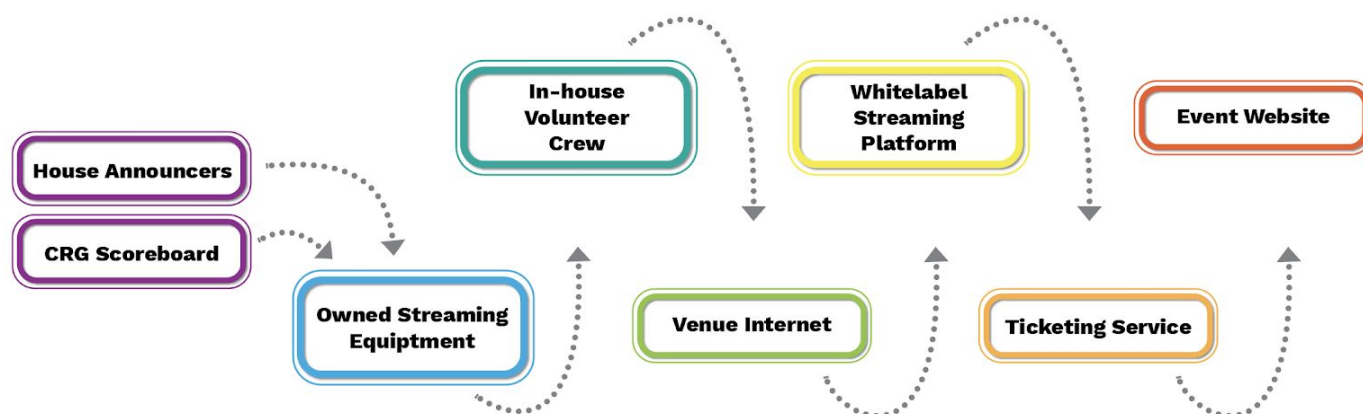 House Announcers
CRG Scoreboard
Owned Streaming
Equiptment
In-house
Volunteer
Crew
Venue Internet
Whitelabel
Streaming
Platform
Ticketing Service
Event Website